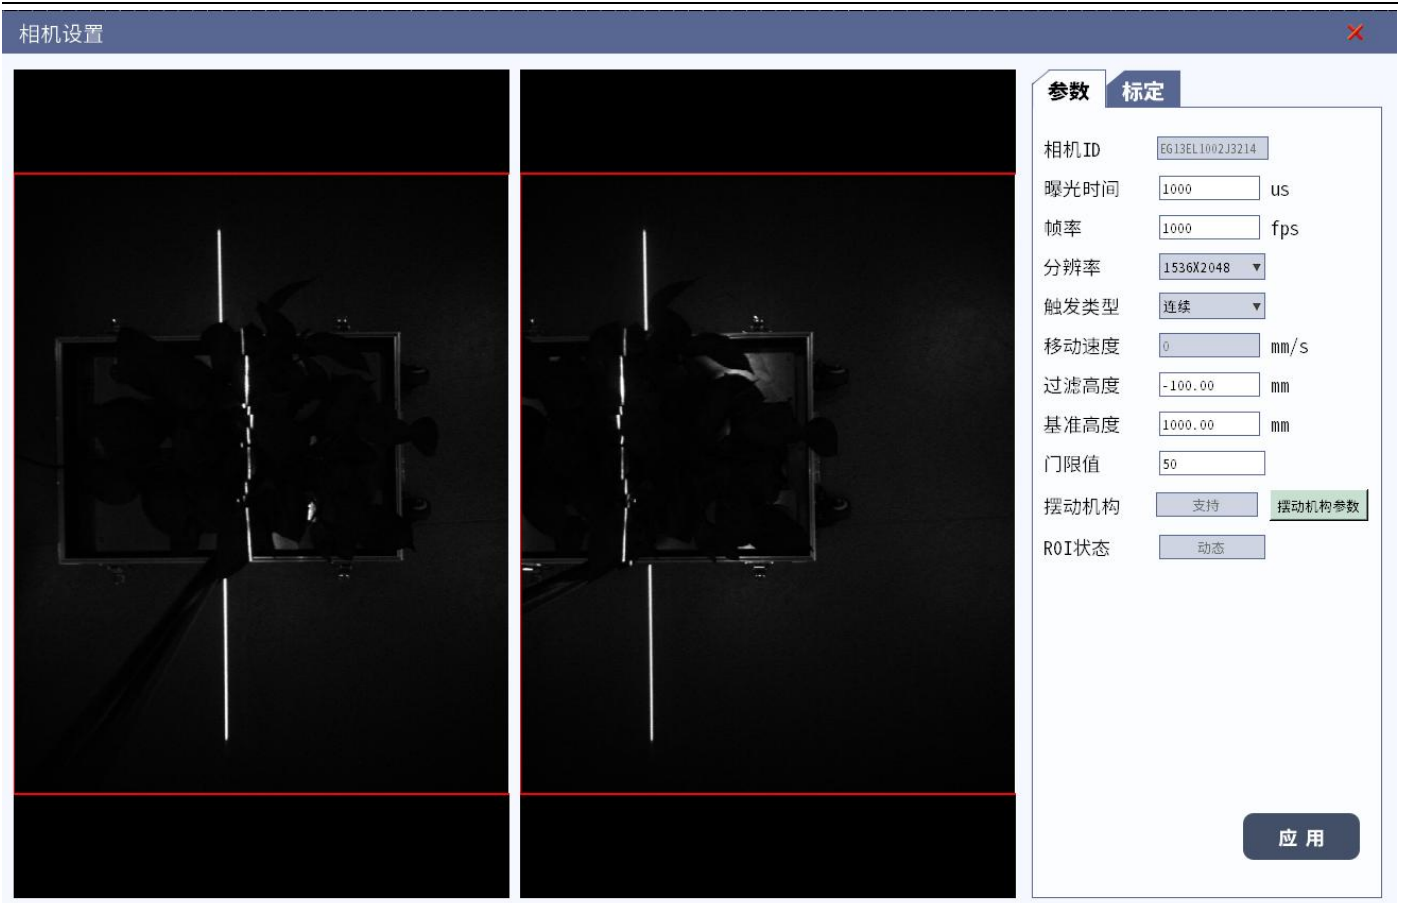 相机设置
参数 标定
相机ID EG13EL1002J3214
曝光时间 1000 us
帧率 1000 fps
分辨率 1536X2048
触发类型 连续
移动速度 0 mm/s
过滤高度 -100.00 mm
基准高度 1000.00 mm
门限值 50
摆动机构 支持 摆动机构参数
ROI状态 动态
应用